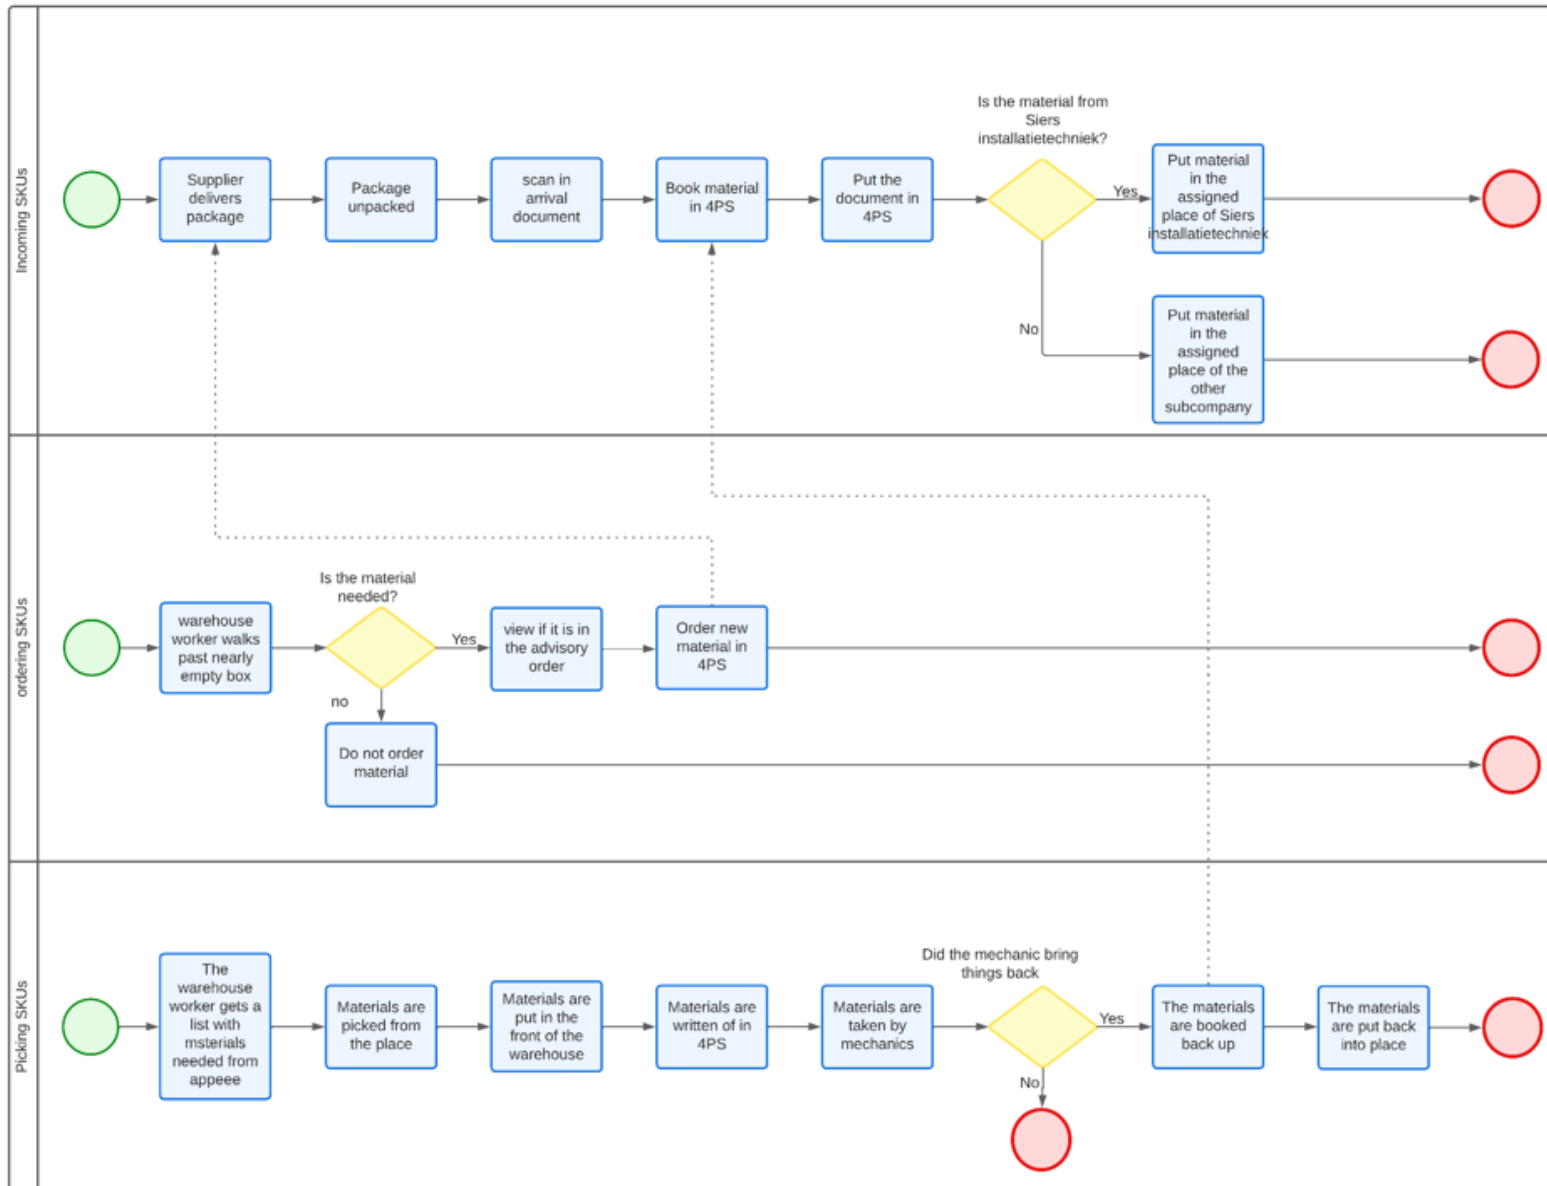 Incoming SKUs
Supplier
delivers
package
Package
unpacked
scan in
arrival
document
Book material
in 4PS
Put the
document in
4PS
Is the material from
Siers
installatietechniek?
Yes
Put material
in the
assigned
place of Siers
installatietechniek
No
Put material
in the
assigned
place of the
other
subcompany
ordering SKUs
warehouse
worker walks
past nearly
empty box
Is the material
needed?
Yes
view if it is in
the advisory
order
Order new
material in
4PS
no
Do not order
material
Picking SKUs
The
warehouse
worker gets a
list with
msterials
needed from
appeee
Materials are
picked from
the place
Materials are
put in the
front of the
warehouse
Materials are
written of in
4PS
Materials are
taken by
mechanics
Did the mechanic bring
things back
Yes
The materials
are booked
back up
The materials
are put back
into place
No